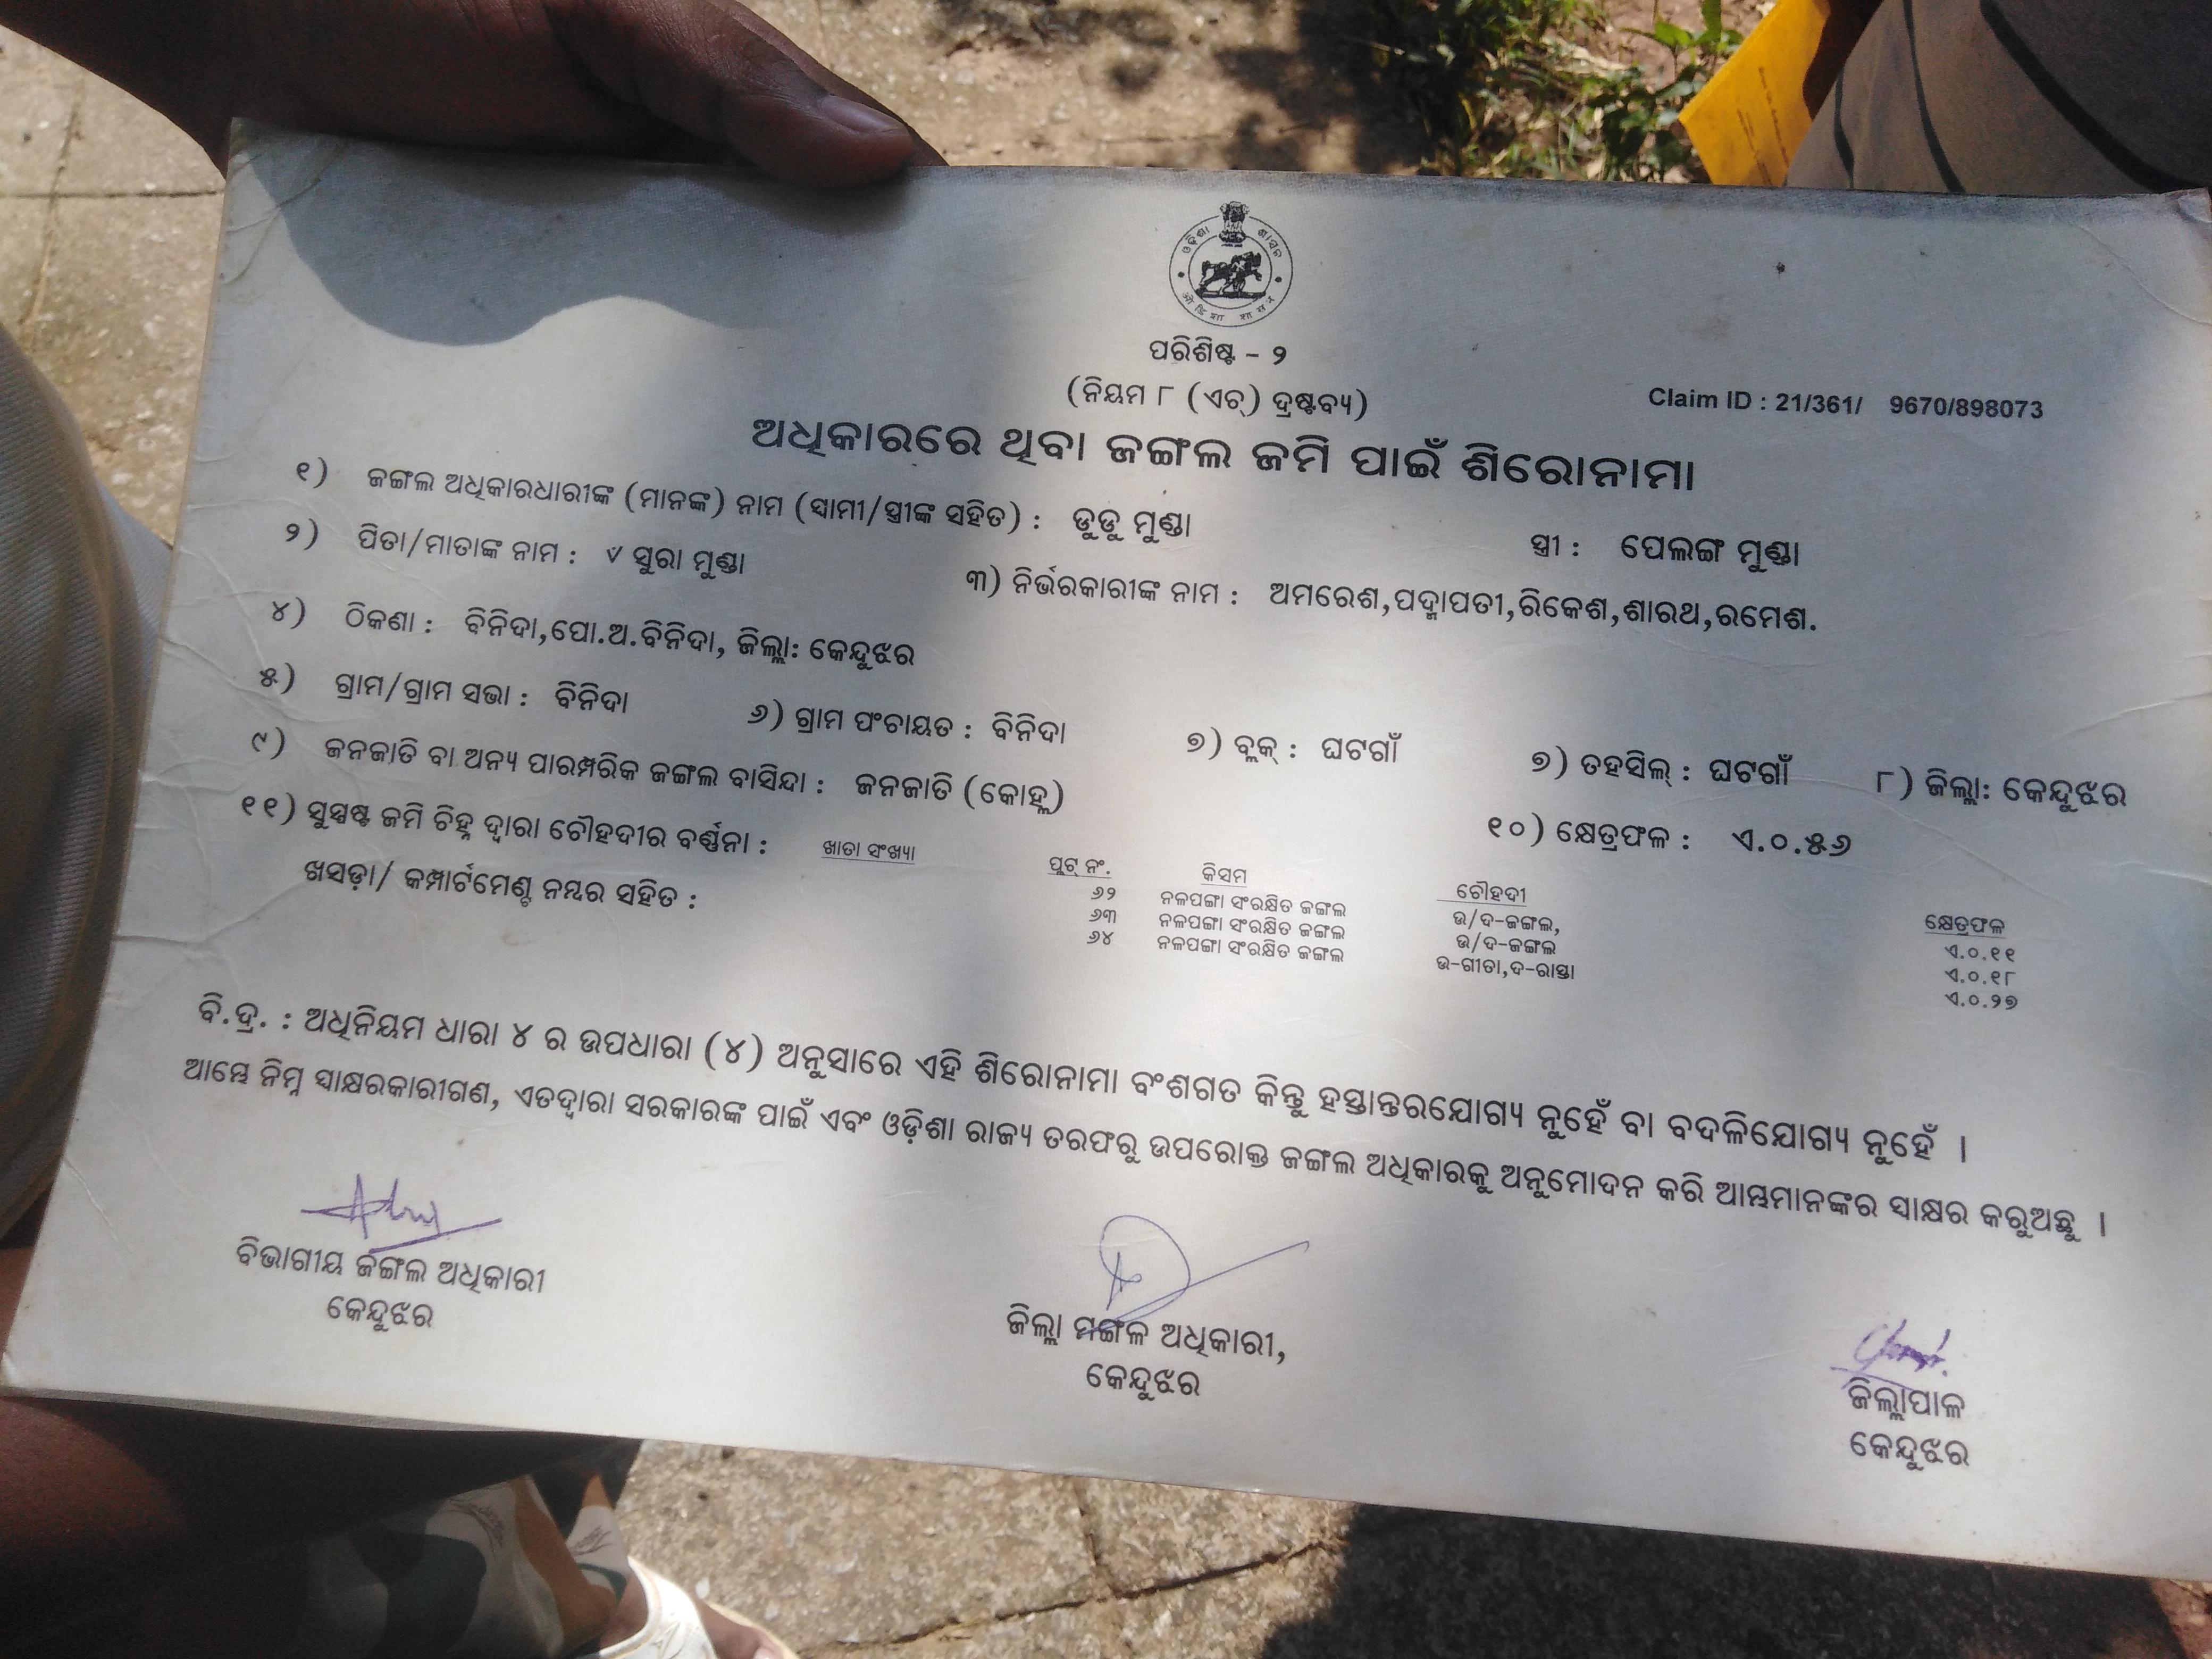 ଓଡ଼ିଶା ଶାସନ
ओड़िशा शासन
ପରିଶିଷ୍ଟ - ୨
(ନିୟମ ୮ (ଏଚ୍) ଦ୍ରଷ୍ଟବ୍ୟ)
Claim ID : 21/361/ 9670/898073
ଅଧିକାରରେ ଥିବା ଜଙ୍ଗଲ ଜମି ପାଇଁ ଶିରୋନାମା
୧) ଜଙ୍ଗଲ ଅଧିକାରଧାରୀଙ୍କ (ମାନଙ୍କ) ନାମ (ସ୍ୱାମୀ/ସ୍ତ୍ରୀଙ୍କ ସହିତ) : ଡୁଡୁ ମୁଣ୍ଡା ସ୍ତ୍ରୀ : ପେଲଙ୍ଗ ମୁଣ୍ଡା
୨) ପିତା/ମାତାଙ୍କ ନାମ : ୰ ସୁରା ମୁଣ୍ଡା ୩) ନିର୍ଭରକାରୀଙ୍କ ନାମ : ଅମରେଶ,ପଦ୍ମାପତୀ,ରିକେଶ,ଶାରଥ,ରମେଶ.
୪) ଠିକଣା : ବିନିଦା,ପୋ.ଅ.ବିନିଦା, ଜିଲ୍ଲା: କେନ୍ଦୁଝର
୫) ଗ୍ରାମ/ଗ୍ରାମ ସଭା : ବିନିଦା ୬) ଗ୍ରାମ ପଂଚାୟତ : ବିନିଦା ୭) ବ୍ଲକ୍ : ଘଟଗାଁ ୭) ତହସିଲ୍ : ଘଟଗାଁ ୮) ଜିଲ୍ଲା: କେନ୍ଦୁଝର
୯) ଜନଜାତି ବା ଅନ୍ୟ ପାରମ୍ପରିକ ଜଙ୍ଗଲ ବାସିନ୍ଦା : ଜନଜାତି (କୋହ୍ଲ) ୧୦) କ୍ଷେତ୍ରଫଳ : ଏ.୦.୫୬
୧୧) ସୁସ୍ପଷ୍ଟ ଜମି ଚିହ୍ନ ଦ୍ୱାରା ଚୌହଦୀର ବର୍ଣ୍ଣନା : ଖାତା ସଂଖ୍ୟା ପ୍ଲଟ୍ ନଂ. କିସମ ଚୌହଦୀ କ୍ଷେତ୍ରଫଳ
ଖସଡ଼ା/ କମ୍ପାର୍ଟମେଣ୍ଟ ନମ୍ବର ସହିତ :
୬୨ ନଳପଙ୍ଗା ସଂରକ୍ଷିତ ଜଙ୍ଗଲ ଉ/ଦ-ଜଙ୍ଗଲ, ଏ.୦.୧୧
୬୩ ନଳପଙ୍ଗା ସଂରକ୍ଷିତ ଜଙ୍ଗଲ ଉ/ଦ-ଜଙ୍ଗଲ ଏ.୦.୧୮
୬୪ ନଳପଙ୍ଗା ସଂରକ୍ଷିତ ଜଙ୍ଗଲ ଉ-ଗୀତା,ଦ-ରାସ୍ତା ଏ.୦.୨୭
ବି.ଦ୍ର. : ଅଧିନିୟମ ଧାରା ୪ ର ଉପଧାରା (୪) ଅନୁସାରେ ଏହି ଶିରୋନାମା ବଂଶଗତ କିନ୍ତୁ ହସ୍ତାନ୍ତରଯୋଗ୍ୟ ନୁହେଁ ବା ବଦଳିଯୋଗ୍ୟ ନୁହେଁ ।
ଆମ୍ଭେ ନିମ୍ନ ସ୍ୱାକ୍ଷରକାରୀଗଣ, ଏତଦ୍ୱାରା ସରକାରଙ୍କ ପାଇଁ ଏବଂ ଓଡ଼ିଶା ରାଜ୍ୟ ତରଫରୁ ଉପରୋକ୍ତ ଜଙ୍ଗଲ ଅଧିକାରକୁ ଅନୁମୋଦନ କରି ଆମ୍ଭମାନଙ୍କର ସ୍ୱାକ୍ଷର କରୁଅଛୁ ।
ବିଭାଗୀୟ ଜଙ୍ଗଲ ଅଧିକାରୀ
କେନ୍ଦୁଝର
ଜିଲ୍ଲା ମଙ୍ଗଳ ଅଧିକାରୀ,
କେନ୍ଦୁଝର
ଜିଲ୍ଲାପାଳ
କେନ୍ଦୁଝର